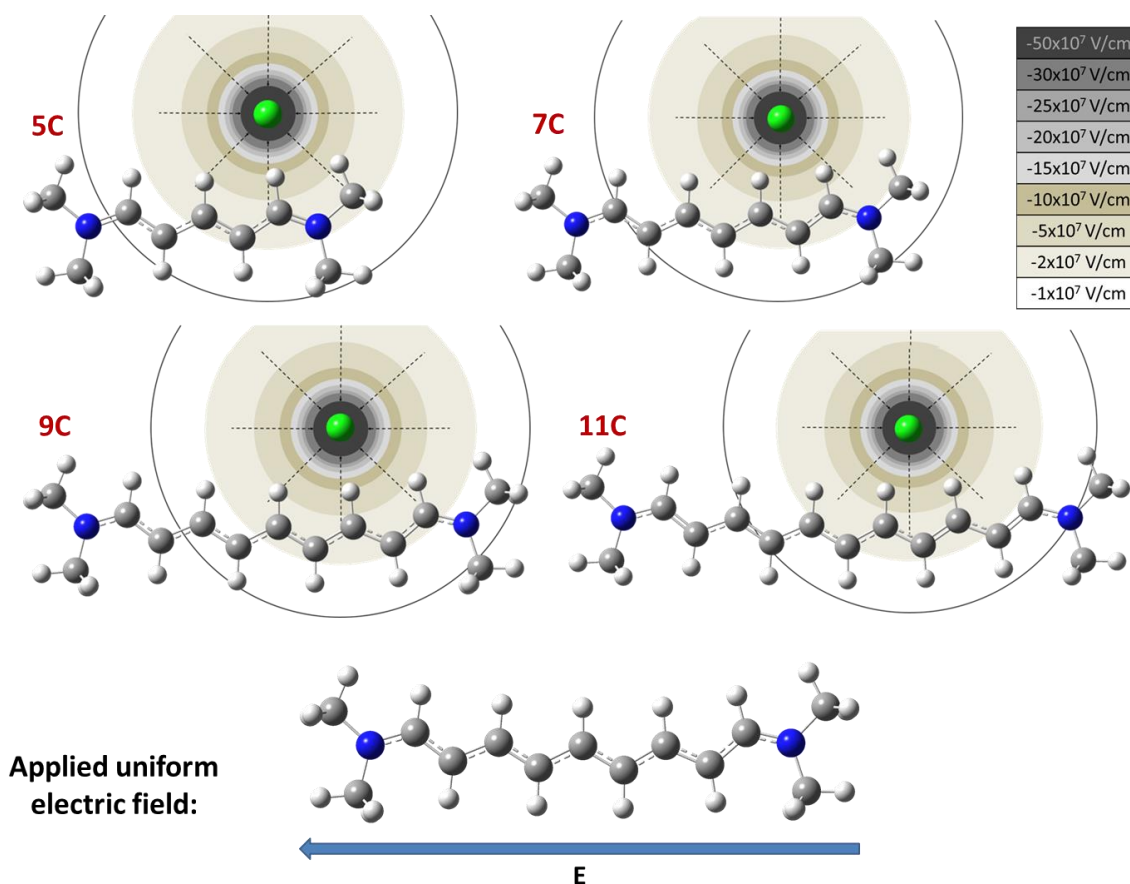 5C
7C
-50x10⁷ V/cm
-30x10⁷ V/cm
-25x10⁷ V/cm
-20x10⁷ V/cm
-15x10⁷ V/cm
-10x10⁷ V/cm
-5x10⁷ V/cm
-2x10⁷ V/cm
-1x10⁷ V/cm
9C
11C
Applied uniform
electric field:
E